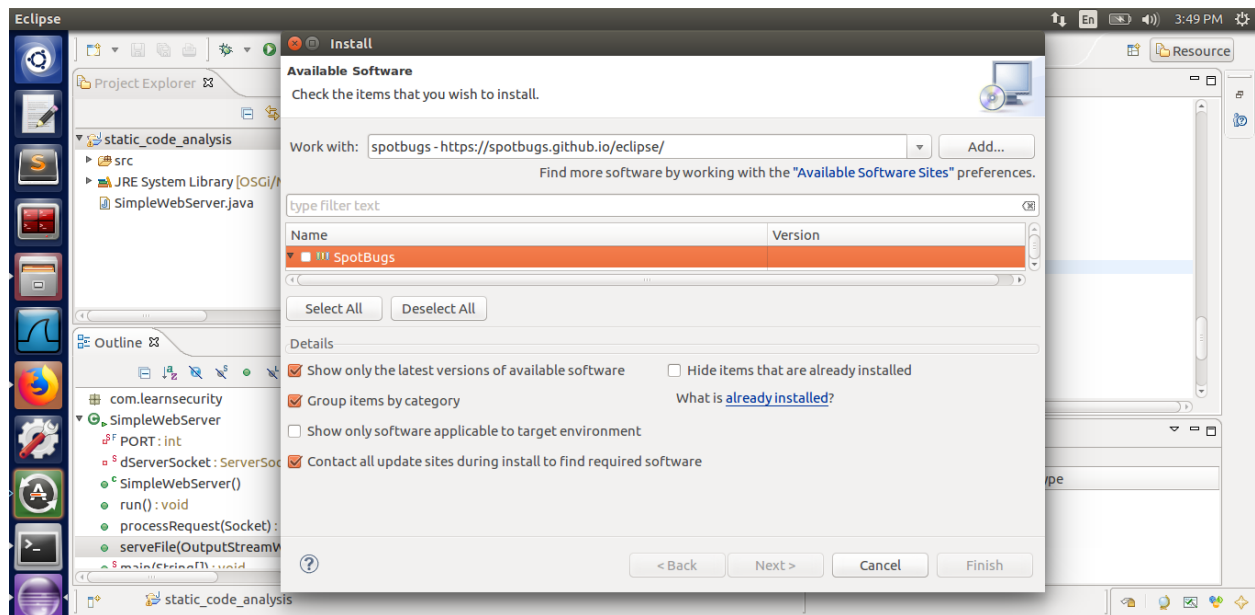 Eclipse
En
3:49 PM
Resource
Project Explorer
static_code_analysis
src
JRE System Library [OSGi/
SimpleWebServer.java
Outline
com.learnsecurity
SimpleWebServer
PORT : int
dServerSocket : ServerSoc
SimpleWebServer()
run() : void
processRequest(Socket) :
serveFile(OutputStreamW
main(String[]) : void
static_code_analysis
Install
Available Software
Check the items that you wish to install.
Work with: spotbugs - https://spotbugs.github.io/eclipse/ Add...
Find more software by working with the "Available Software Sites" preferences.
type filter text
Name Version
SpotBugs
Select All Deselect All
Details
Show only the latest versions of available software Hide items that are already installed
Group items by category What is already installed?
Show only software applicable to target environment
Contact all update sites during install to find required software
? < Back Next > Cancel Finish
ype